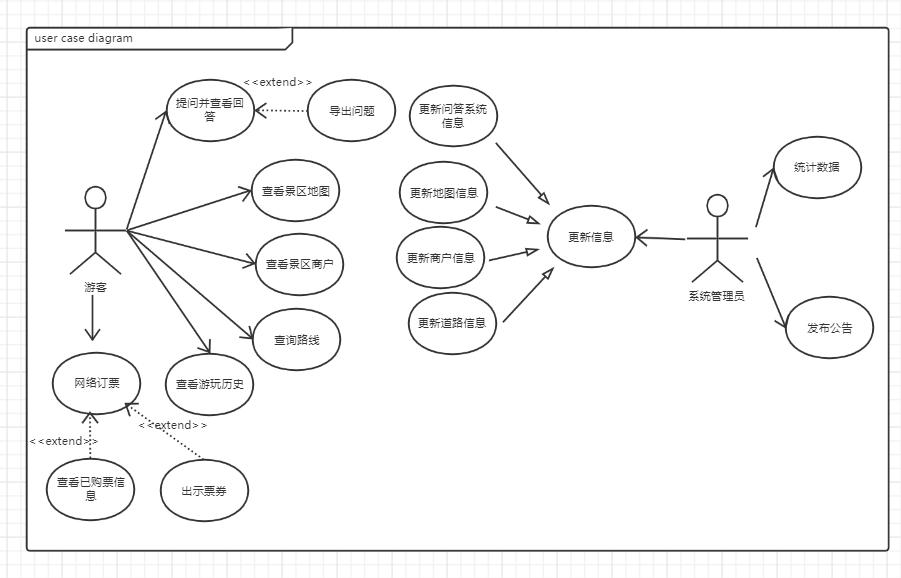 user case diagram
<<extend>>
提问并查看回
答
导出问题
更新问答系统
信息
统计数据
查看景区地图
更新地图信息
更新信息
查看景区商户
更新商户信息
游客
系统管理员
更新道路信息
发布公告
查询路线
网络订票
查看游玩历史
<<extend>>
<<extend>>
查看已购票信
息
出示票券